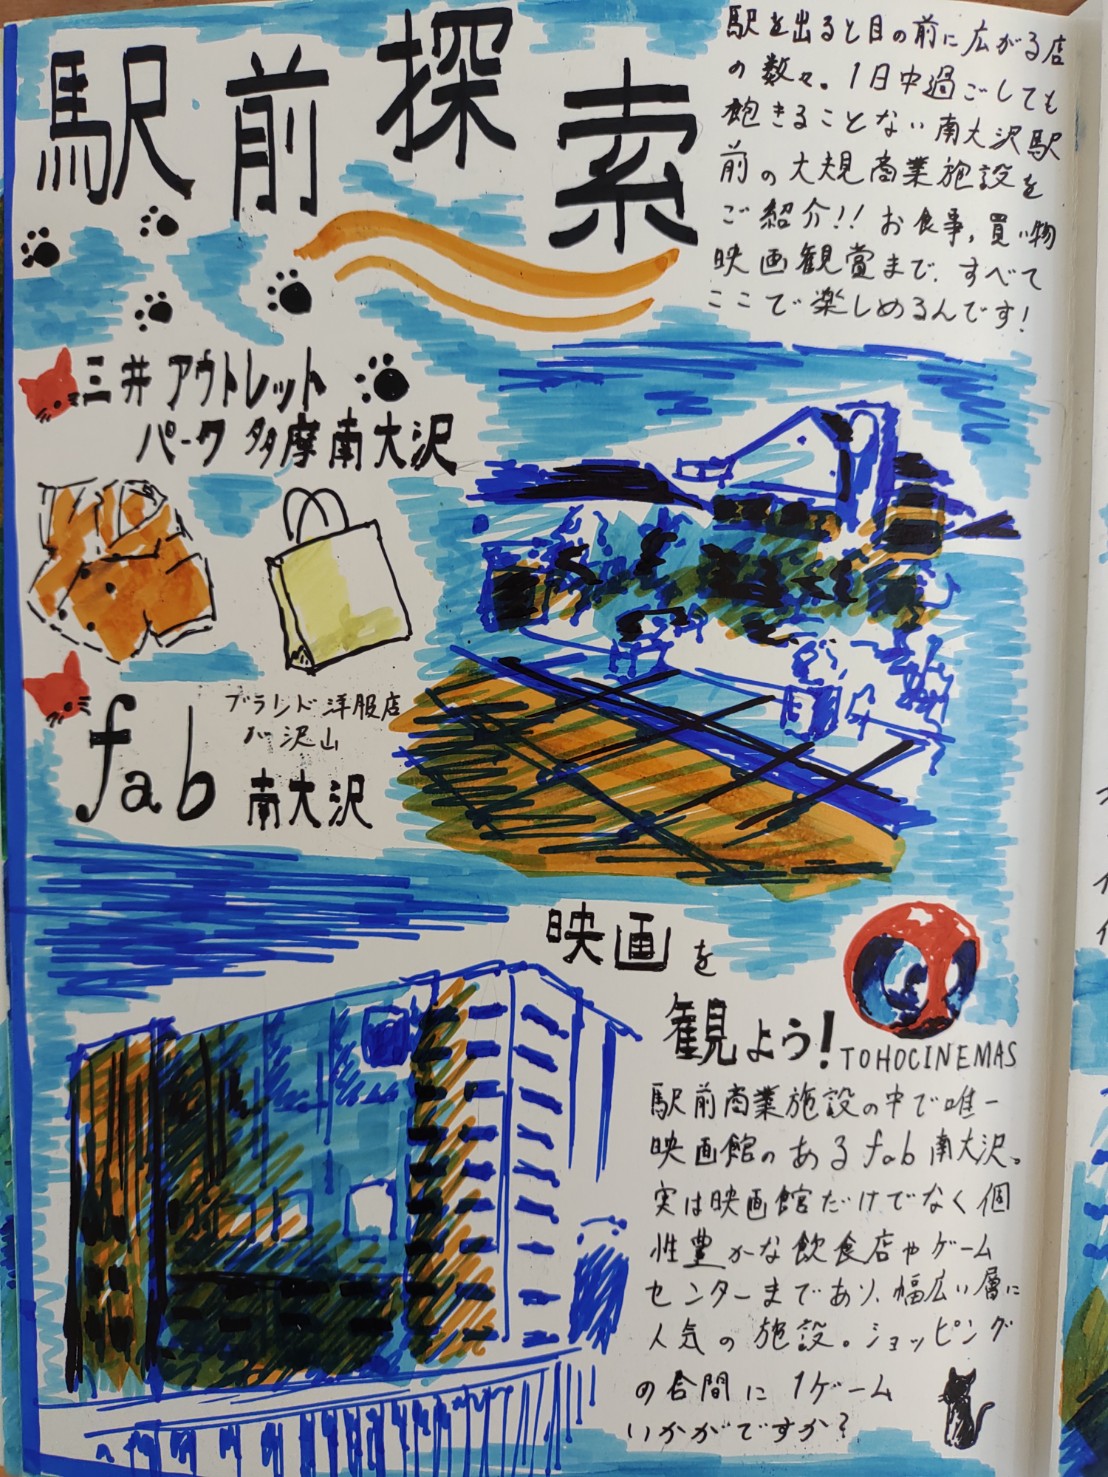 駅前探索
駅を出ると目の前に広がる店
の数々。1日中過ごしても
飽きることない南大沢駅
前の大規商業施設を
ご紹介!! お食事,買い物
映画観賞まで、すべて
ここで楽しめるんです!
三井アウトレット
パーク多摩南大沢
ブランド洋服店
が沢山
fab 南大沢
映画を
観よう!
TOHOCINEMAS
駅前商業施設の中で唯一
映画館のあるfab南大沢。
実は映画館だけでなく個
性豊かな飲食店やゲーム
センターまであり、幅広い層に
人気の施設。ショッピング
の合間に1ゲーム
いかがですか?